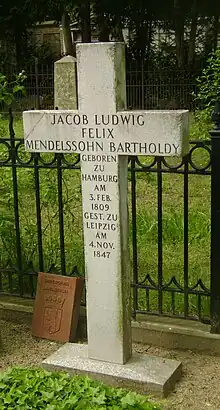 JACOB LUDWIG
FELIX
MENDELSSOHN BARTHOLDY
GEBOREN
ZU
HAMBURG
AM
3. FEB.
1809
GEST. ZU
LEIPZIG
AM
4. NOV.
1847